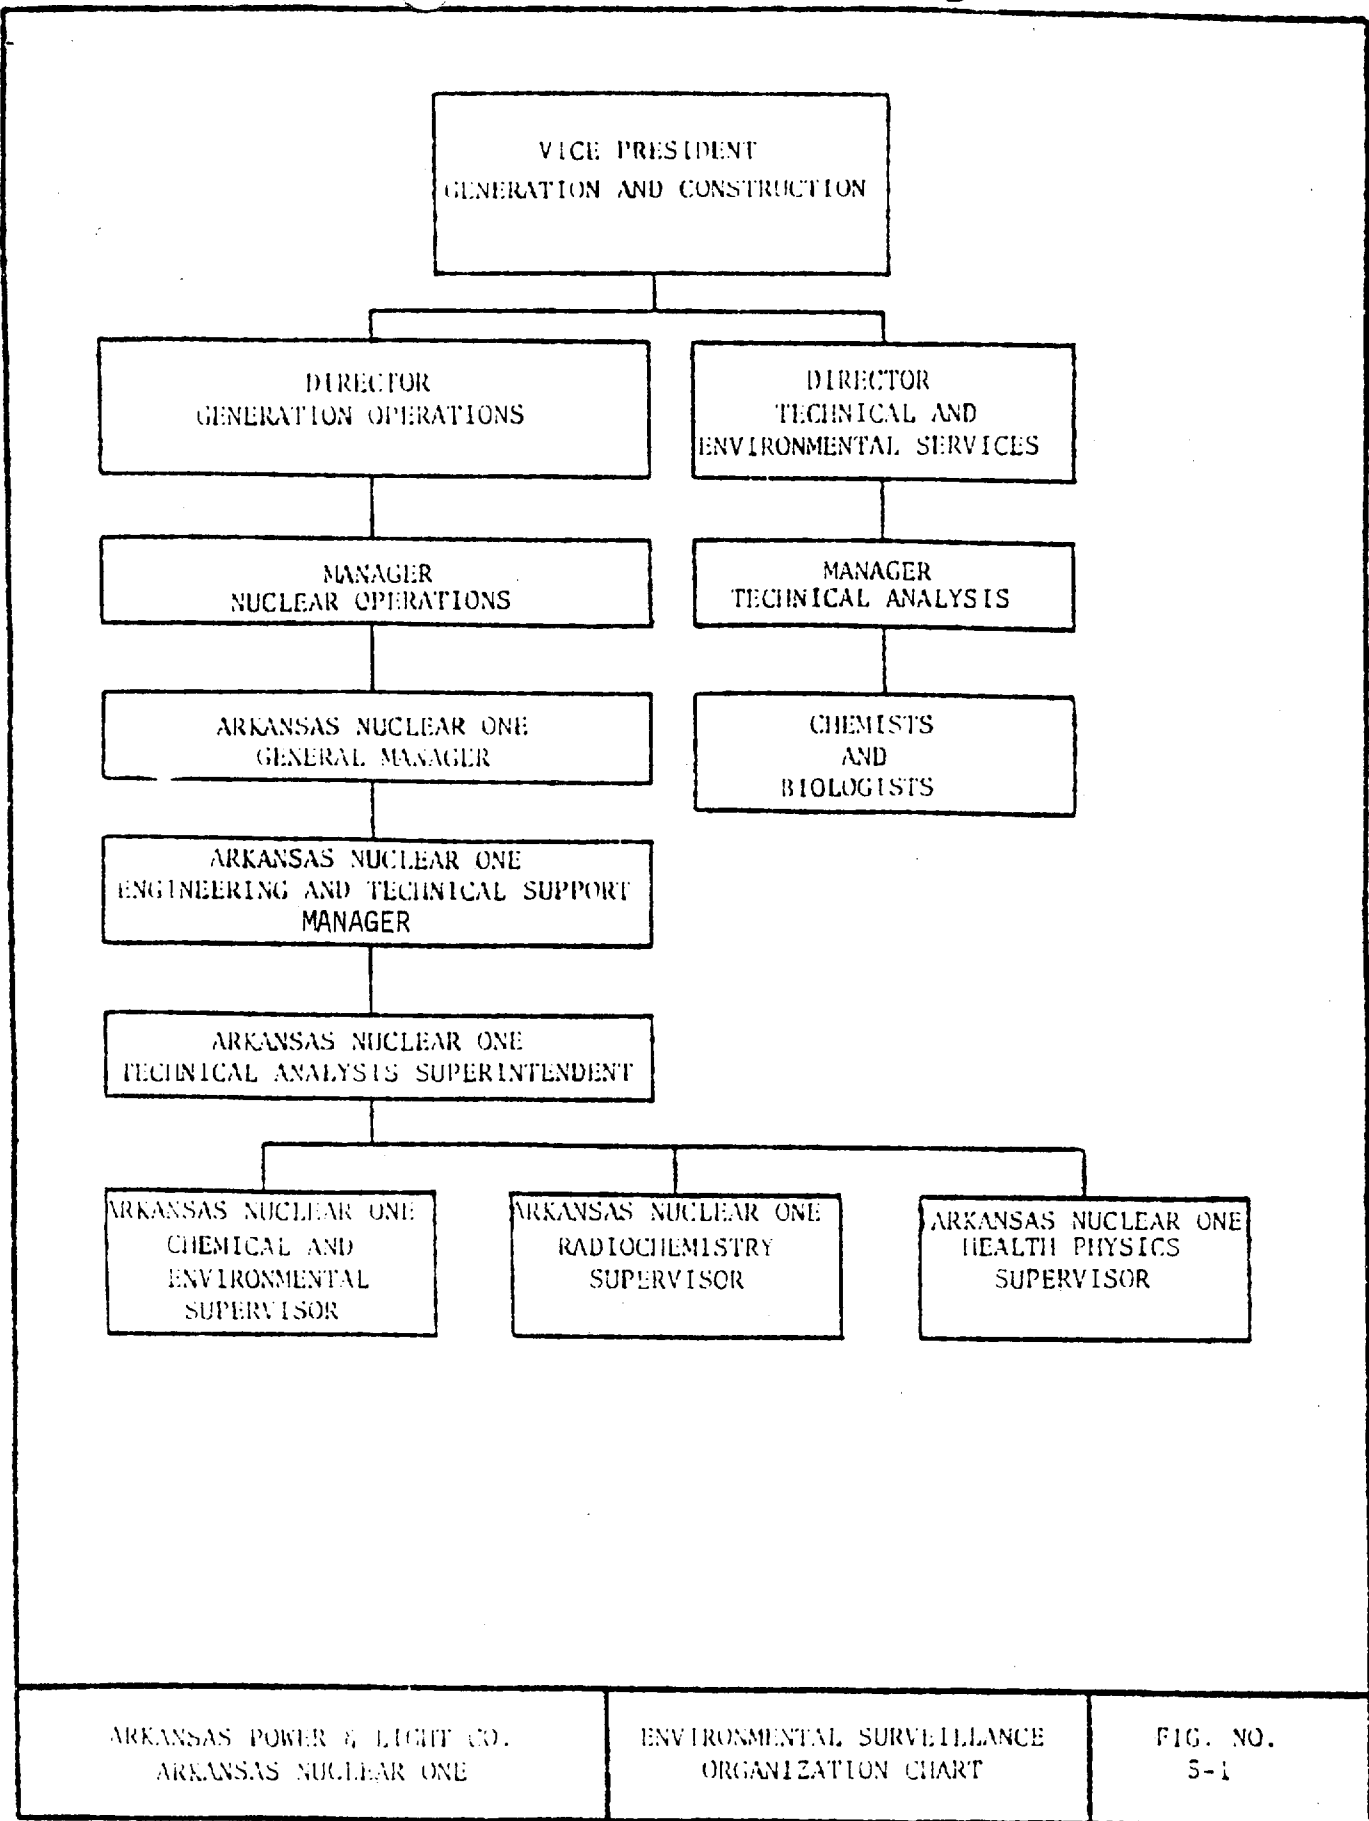 VICE PRESIDENT
GENERATION AND CONSTRUCTION
DIRECTOR
GENERATION OPERATIONS
DIRECTOR
TECHNICAL AND
ENVIRONMENTAL SERVICES
MANAGER
NUCLEAR OPERATIONS
MANAGER
TECHNICAL ANALYSIS
ARKANSAS NUCLEAR ONE
GENERAL MANAGER
CHEMISTS
AND
BIOLOGISTS
ARKANSAS NUCLEAR ONE
ENGINEERING AND TECHNICAL SUPPORT
MANAGER
ARKANSAS NUCLEAR ONE
TECHNICAL ANALYSIS SUPERINTENDENT
ARKANSAS NUCLEAR ONE
CHEMICAL AND
ENVIRONMENTAL
SUPERVISOR
ARKANSAS NUCLEAR ONE
RADIOCHEMISTRY
SUPERVISOR
ARKANSAS NUCLEAR ONE
HEALTH PHYSICS
SUPERVISOR
ARKANSAS POWER & LIGHT CO.
ARKANSAS NUCLEAR ONE
ENVIRONMENTAL SURVEILLANCE
ORGANIZATION CHART
FIG. NO.
5-1